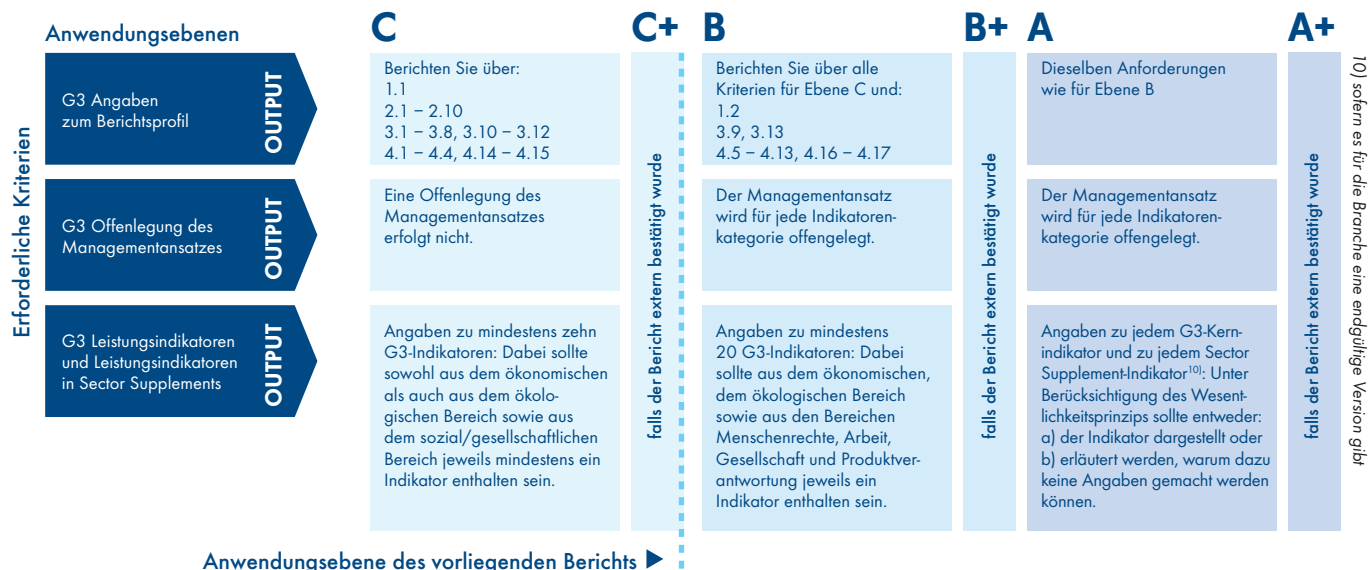 Anwendungsebenen
C
C+
B
B+
A
A+
Erforderliche Kriterien
G3 Angaben
zum Berichtsprofil
OUTPUT
Berichten Sie über:
1.1
2.1 – 2.10
3.1 – 3.8, 3.10 – 3.12
4.1 – 4.4, 4.14 – 4.15
Berichten Sie über alle
Kriterien für Ebene C und:
1.2
3.9, 3.13
4.5 – 4.13, 4.16 – 4.17
Dieselben Anforderungen
wie für Ebene B
G3 Offenlegung des
Managementansatzes
OUTPUT
Eine Offenlegung des
Managementansatzes
erfolgt nicht.
Der Managementansatz
wird für jede Indikatoren-
kategorie offengelegt.
Der Managementansatz
wird für jede Indikatoren-
kategorie offengelegt.
G3 Leistungsindikatoren
und Leistungsindikatoren
in Sector Supplements
OUTPUT
Angaben zu mindestens zehn
G3-Indikatoren: Dabei sollte
sowohl aus dem ökonomischen
als auch aus dem ökolo-
gischen Bereich sowie aus
dem sozial/gesellschaftlichen
Bereich jeweils mindestens ein
Indikator enthalten sein.
Angaben zu mindestens
20 G3-Indikatoren: Dabei
sollte aus dem ökonomischen,
dem ökologischen Bereich
sowie aus den Bereichen
Menschenrechte, Arbeit,
Gesellschaft und Produktver-
antwortung jeweils ein
Indikator enthalten sein.
Angaben zu jedem G3-Kern-
indikator und zu jedem Sector
Supplement-Indikator10): Unter
Berücksichtigung des Wesent-
lichkeitsprinzips sollte entweder:
a) der Indikator dargestellt oder
b) erläutert werden, warum dazu
keine Angaben gemacht werden
können.
falls der Bericht extern bestätigt wurde
falls der Bericht extern bestätigt wurde
falls der Bericht extern bestätigt wurde
10) sofern es für die Branche eine endgültige Version gibt
Anwendungsebene des vorliegenden Berichts ▶